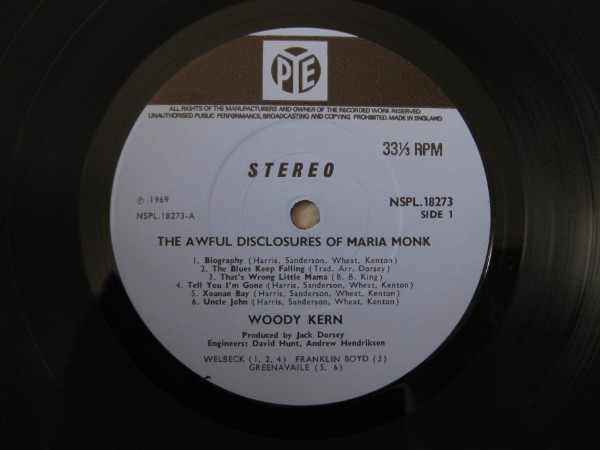 PYE
ALL RIGHTS OF THE MANUFACTURERS AND OWNER OF THE RECORDED WORK RESERVED
UNAUTHORISED PUBLIC PERFORMANCE, BROADCASTING AND COPYING PROHIBITED. MADE IN ENGLAND
STEREO
33⅓ RPM
℗ 1969
NSPL.18273-A
NSPL.18273
SIDE 1
THE AWFUL DISCLOSURES OF MARIA MONK
1. Biography (Harris, Sanderson, Wheat, Kenton)
2. The Blues Keep Falling (Trad. Arr. Dorsey)
3. That's Wrong Little Mama (B. B. King)
4. Tell You I'm Gone (Harris, Sanderson, Wheat, Kenton)
5. Xoanan Bay (Harris, Sanderson, Wheat, Kenton)
6. Uncle John (Harris, Sanderson, Wheat, Kenton)
WOODY KERN
Produced by Jack Dorsey
Engineers: David Hunt, Andrew Hendriksen
WELBECK (1, 2, 4) FRANKLIN BOYD (3)
GREENAVAILE (5, 6)